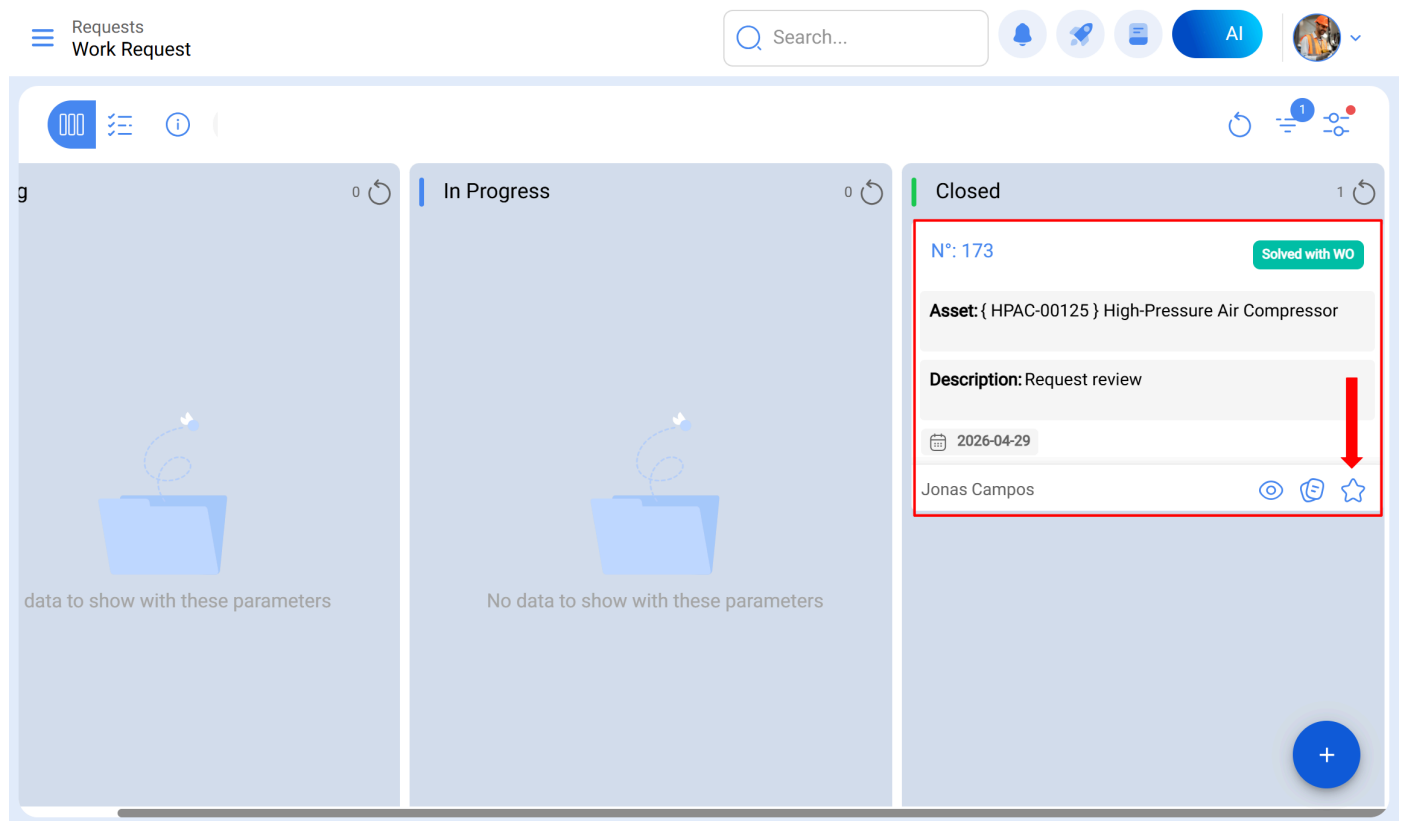 Requests
Work Request
Search...
AI
1
g
0
In Progress
0
Closed
1
N°: 173
Solved with WO
Asset: { HPAC-00125 } High-Pressure Air Compressor
Description: Request review
2026-04-29
Jonas Campos
data to show with these parameters
No data to show with these parameters
+